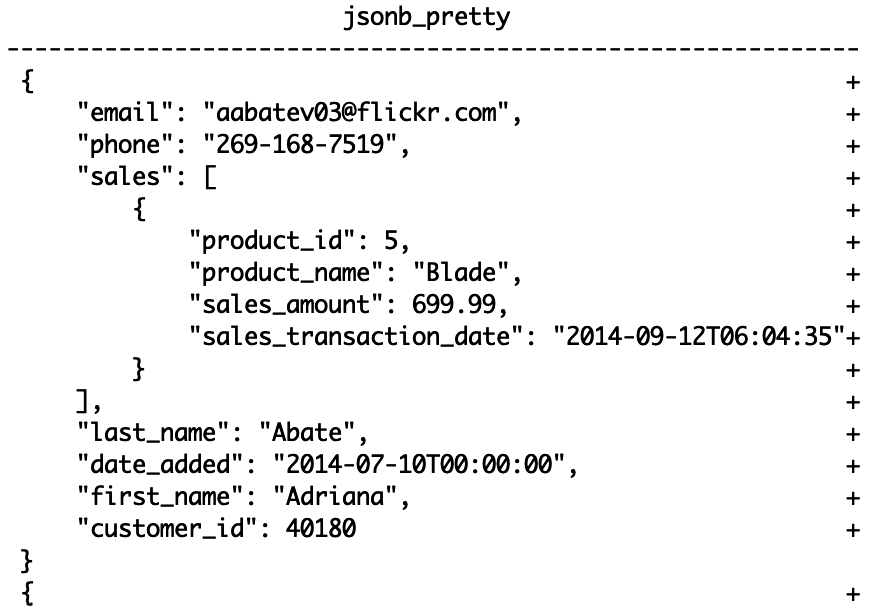 jsonb_pretty
-------------------------------------------------------------
 {                                                          +
     "email": "aabatev03@flickr.com",                       +
     "phone": "269-168-7519",                               +
     "sales": [                                             +
         {                                                  +
             "product_id": 5,                               +
             "product_name": "Blade",                       +
             "sales_amount": 699.99,                        +
             "sales_transaction_date": "2014-09-12T06:04:35"+
         }                                                  +
     ],                                                     +
     "last_name": "Abate",                                  +
     "date_added": "2014-07-10T00:00:00",                   +
     "first_name": "Adriana",                               +
     "customer_id": 40180                                   +
 }
 {                                                          +